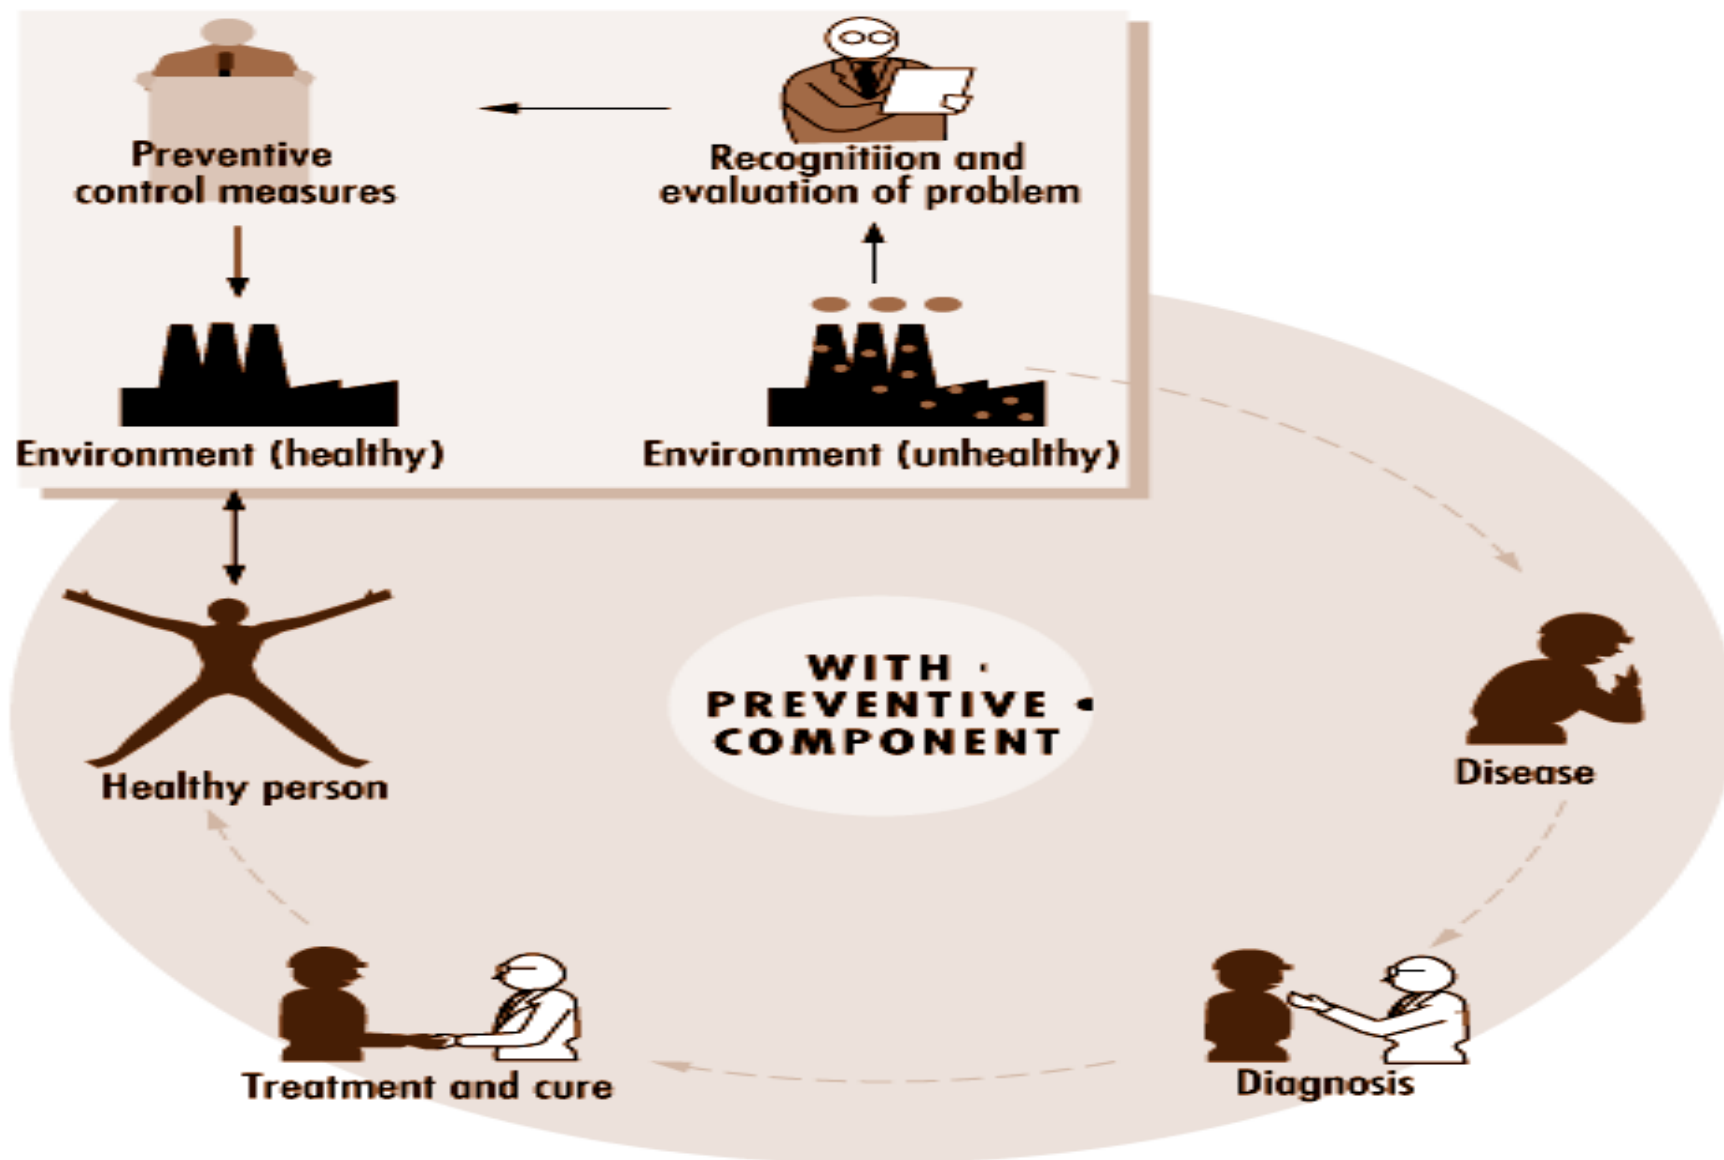 Preventive
control measures
Recognitiion and
evaluation of problem
Environment (healthy)
Environment (unhealthy)
WITH
PREVENTIVE
COMPONENT
Healthy person
Disease
Treatment and cure
Diagnosis